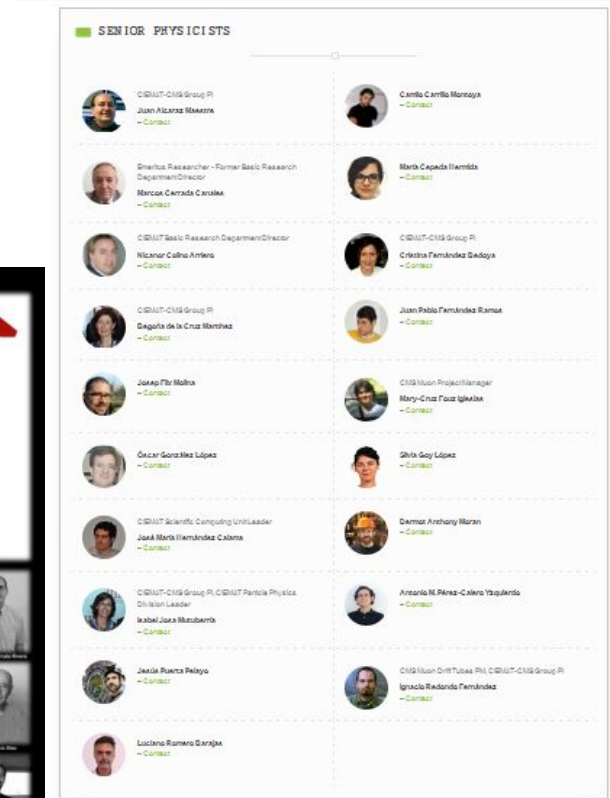 SENIOR PHYSICISTS
CIEMAT-CMS Group PI
Juan Alcaraz Maestre
– Contact
Camilo Carrillo Montoya
– Contact
Emeritus Researcher - Former Basic Research
Department Director
Marcos Cerrada Canales
– Contact
María Cepeda Hermida
– Contact
CIEMAT Basic Research Department Director
Nicanor Colino Arriero
– Contact
CIEMAT-CMS Group PI
Cristina Fernández Bedoya
– Contact
CIEMAT-CMS Group PI
Begoña de la Cruz Martínez
– Contact
Juan Pablo Fernández Ramos
– Contact
Josep Flix Molina
– Contact
CMS Muon Project Manager
Mary-Cruz Fouz Iglesias
– Contact
Óscar González López
– Contact
Silvia Goy López
– Contact
CIEMAT Scientific Computing Unit Leader
José María Hernández Calama
– Contact
Dermot Anthony Moran
– Contact
CIEMAT-CMS Group PI, CIEMAT Particle Physics
Division Leader
Isabel Josa Mutuberría
– Contact
Antonio M. Pérez-Calero Yzquierdo
– Contact
Jesús Puerta Pelayo
– Contact
CMS Muon Drift Tubes PM, CIEMAT-CMS Group PI
Ignacio Redondo Fernández
– Contact
Luciano Romero Barajas
– Contact